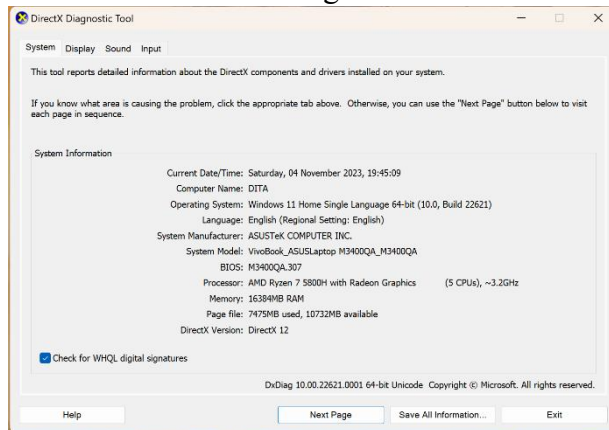 DirectX Diagnostic Tool
System Display Sound Input
This tool reports detailed information about the DirectX components and drivers installed on your system.
If you know what area is causing the problem, click the appropriate tab above. Otherwise, you can use the "Next Page" button below to visit
each page in sequence.
System Information
Current Date/Time: Saturday, 04 November 2023, 19:45:09
Computer Name: DITA
Operating System: Windows 11 Home Single Language 64-bit (10.0, Build 22621)
Language: English (Regional Setting: English)
System Manufacturer: ASUSTeK COMPUTER INC.
System Model: VivoBook_ASUSLaptop M3400QA_M3400QA
BIOS: M3400QA.307
Processor: AMD Ryzen 7 5800H with Radeon Graphics (5 CPUs), ~3.2GHz
Memory: 16384MB RAM
Page file: 7475MB used, 10732MB available
DirectX Version: DirectX 12
Check for WHQL digital signatures
DxDiag 10.00.22621.0001 64-bit Unicode Copyright © Microsoft. All rights reserved.
Help Next Page Save All Information... Exit